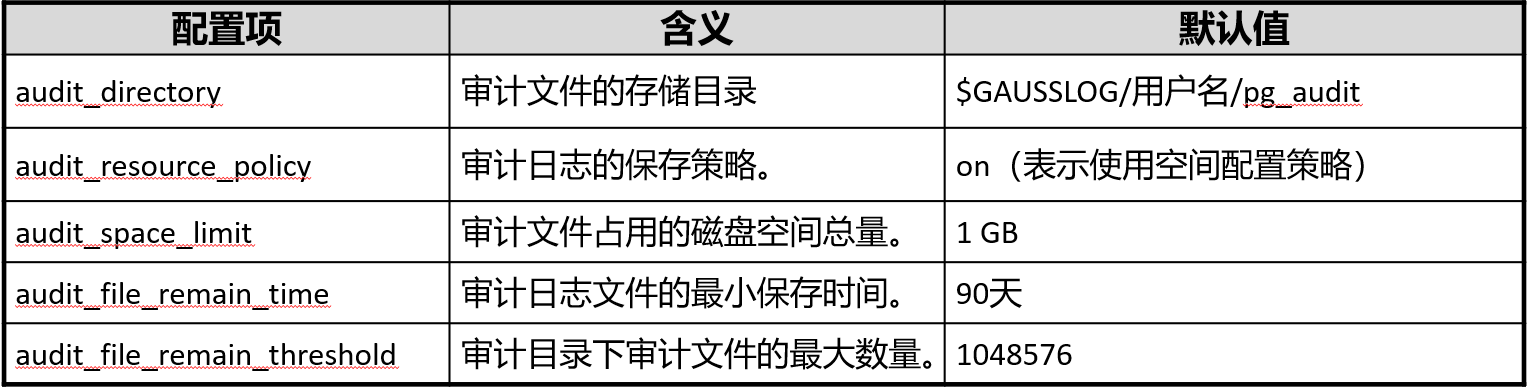 配置项 含义 默认值
audit_directory 审计文件的存储目录 $GAUSSLOG/用户名/pg_audit
audit_resource_policy 审计日志的保存策略。 on（表示使用空间配置策略）
audit_space_limit 审计文件占用的磁盘空间总量。 1 GB
audit_file_remain_time 审计日志文件的最小保存时间。 90天
audit_file_remain_threshold 审计目录下审计文件的最大数量。 1048576